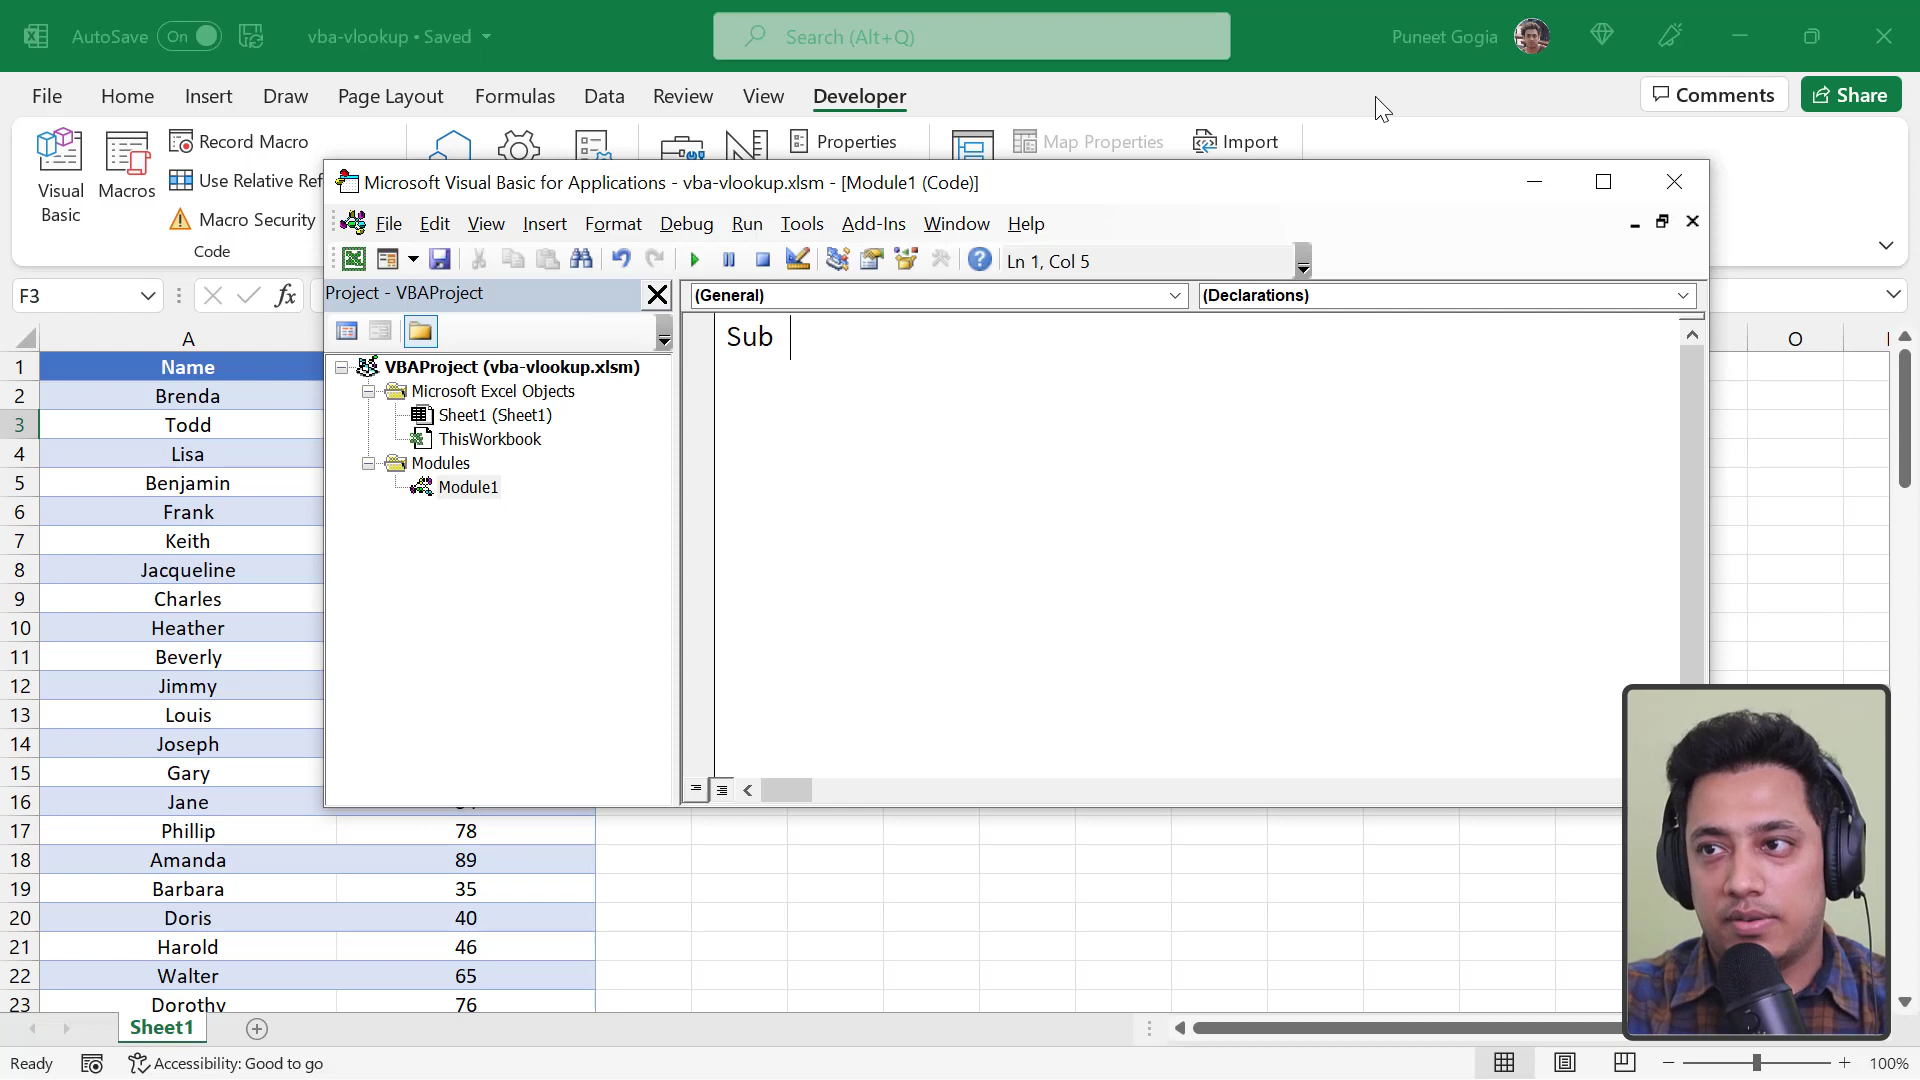 AutoSave On vba-vlookup • Saved Search (Alt+Q) Puneet Gogia
File Home Insert Draw Page Layout Formulas Data Review View Developer Comments Share
Visual Basic
Macros
Record Macro
Use Relative Ref
Macro Security
Code
Properties
Map Properties
Import
Microsoft Visual Basic for Applications - vba-vlookup.xlsm - [Module1 (Code)]
File Edit View Insert Format Debug Run Tools Add-Ins Window Help
Ln 1, Col 5
F3 fx
Project - VBAProject
(General) (Declarations)
Sub
VBAProject (vba-vlookup.xlsm)
Microsoft Excel Objects
Sheet1 (Sheet1)
ThisWorkbook
Modules
Module1
A O
1 Name
2 Brenda
3 Todd
4 Lisa
5 Benjamin
6 Frank
7 Keith
8 Jacqueline
9 Charles
10 Heather
11 Beverly
12 Jimmy
13 Louis
14 Joseph
15 Gary
16 Jane
17 Phillip 78
18 Amanda 89
19 Barbara 35
20 Doris 40
21 Harold 46
22 Walter 65
23 Dorothy 76
Sheet1
Ready Accessibility: Good to go 100%